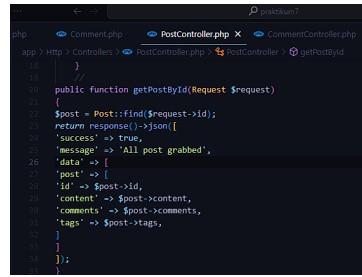 praktikum7
php Comment.php PostController.php × CommentController.php
app > Http > Controllers > PostController.php > PostController > getPostById
18 }
19 //
20 public function getPostById(Request $request)
21 {
22 $post = Post::find($request->id);
23 return response()->json([
24 'success' => true,
25 'message' => 'All post grabbed',
26 'data' => [
27 'post' => [
28 'id' => $post->id,
29 'content' => $post->content,
30 'comments' => $post->comments,
31 'tags' => $post->tags,
32 ]
33 ]
34 ]);
35 }